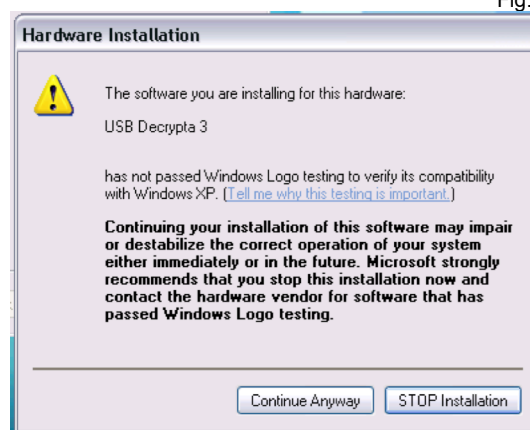 Fig.
Hardware Installation
The software you are installing for this hardware:
USB Decrypta 3
has not passed Windows Logo testing to verify its compatibility
with Windows XP. (Tell me why this testing is important.)
Continuing your installation of this software may impair
or destabilize the correct operation of your system
either immediately or in the future. Microsoft strongly
recommends that you stop this installation now and
contact the hardware vendor for software that has
passed Windows Logo testing.
Continue Anyway STOP Installation